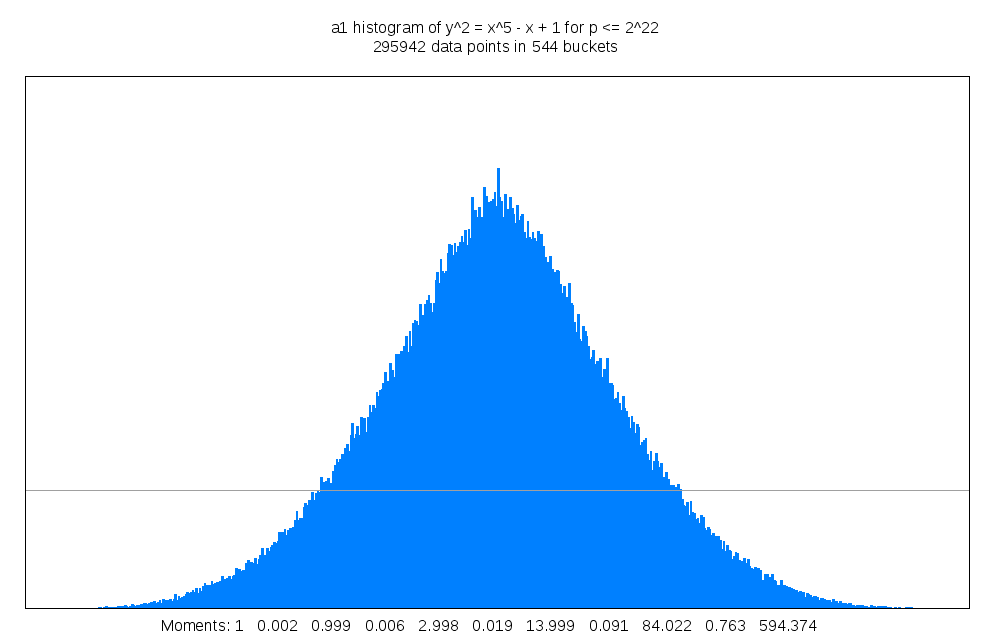 a1 histogram of y^2 = x^5 - x + 1 for p <= 2^22
295942 data points in 544 buckets
Moments: 1 0.002 0.999 0.006 2.998 0.019 13.999 0.091 84.022 0.763 594.374